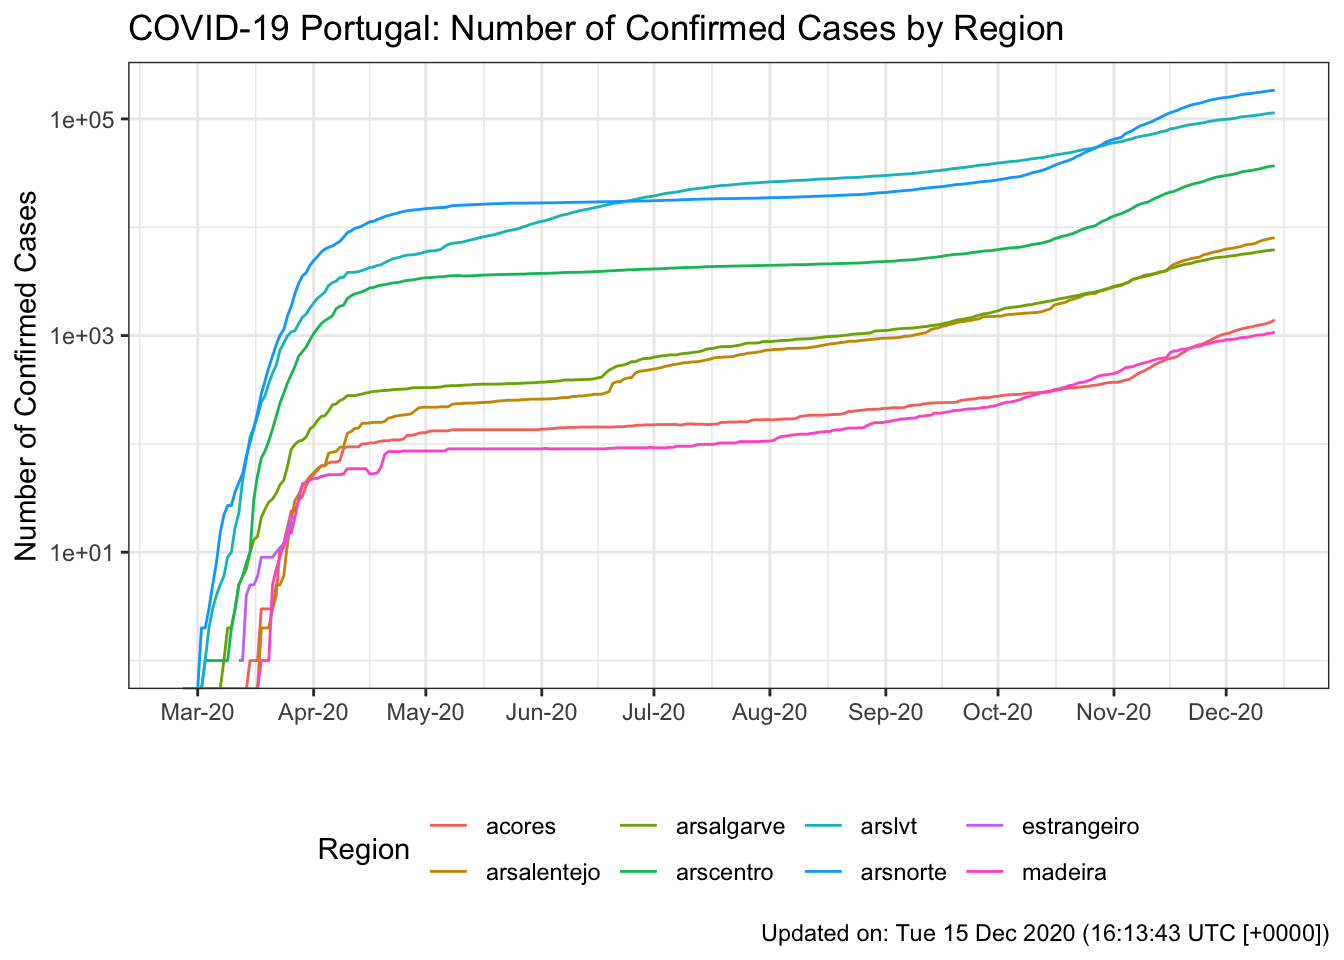 COVID-19 Portugal: Number of Confirmed Cases by Region
Number of Confirmed Cases
1e+05
1e+03
1e+01
Mar-20 Apr-20 May-20 Jun-20 Jul-20 Aug-20 Sep-20 Oct-20 Nov-20 Dec-20
Region
acores arsalgarve arslvt estrangeiro
arsalentejo arscentro arsnorte madeira
Updated on: Tue 15 Dec 2020 (16:13:43 UTC [+0000])